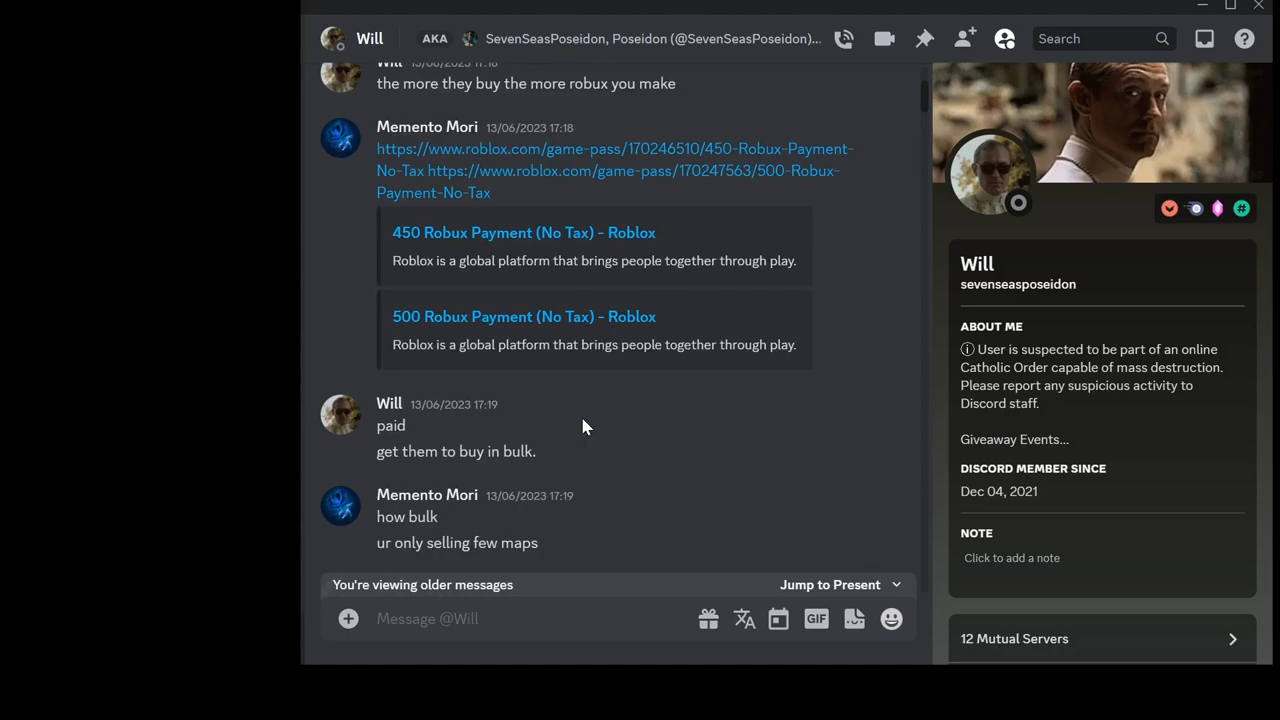 Will AKA SevenSeasPoseidon, Poseidon (@SevenSeasPoseidon)... Search
Will 13/06/2023 17:18
the more they buy the more robux you make
Memento Mori 13/06/2023 17:18
https://www.roblox.com/game-pass/170246510/450-Robux-Payment-
No-Tax https://www.roblox.com/game-pass/170247563/500-Robux-
Payment-No-Tax
450 Robux Payment (No Tax) - Roblox
Roblox is a global platform that brings people together through play.
500 Robux Payment (No Tax) - Roblox
Roblox is a global platform that brings people together through play.
Will 13/06/2023 17:19
paid
get them to buy in bulk.
Memento Mori 13/06/2023 17:19
how bulk
ur only selling few maps
You're viewing older messages Jump to Present
Message @Will GIF
Will
sevenseasposeidon
ABOUT ME
User is suspected to be part of an online
Catholic Order capable of mass destruction.
Please report any suspicious activity to
Discord staff.
Giveaway Events...
DISCORD MEMBER SINCE
Dec 04, 2021
NOTE
Click to add a note
12 Mutual Servers